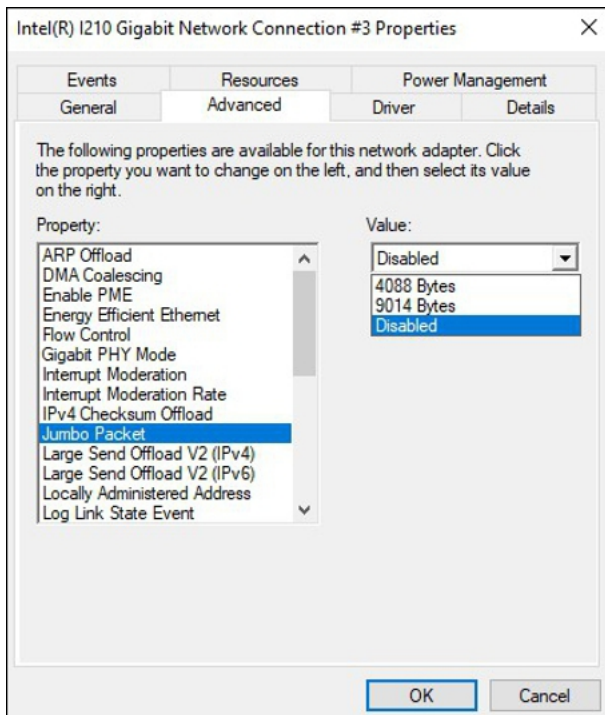 Intel(R) I210 Gigabit Network Connection #3 Properties
Events Resources Power Management
General Advanced Driver Details
The following properties are available for this network adapter. Click
the property you want to change on the left, and then select its value
on the right.
Property:
ARP Offload
DMA Coalescing
Enable PME
Energy Efficient Ethernet
Flow Control
Gigabit PHY Mode
Interrupt Moderation
Interrupt Moderation Rate
IPv4 Checksum Offload
Jumbo Packet
Large Send Offload V2 (IPv4)
Large Send Offload V2 (IPv6)
Locally Administered Address
Log Link State Event
Value:
Disabled
4088 Bytes
9014 Bytes
Disabled
OK Cancel